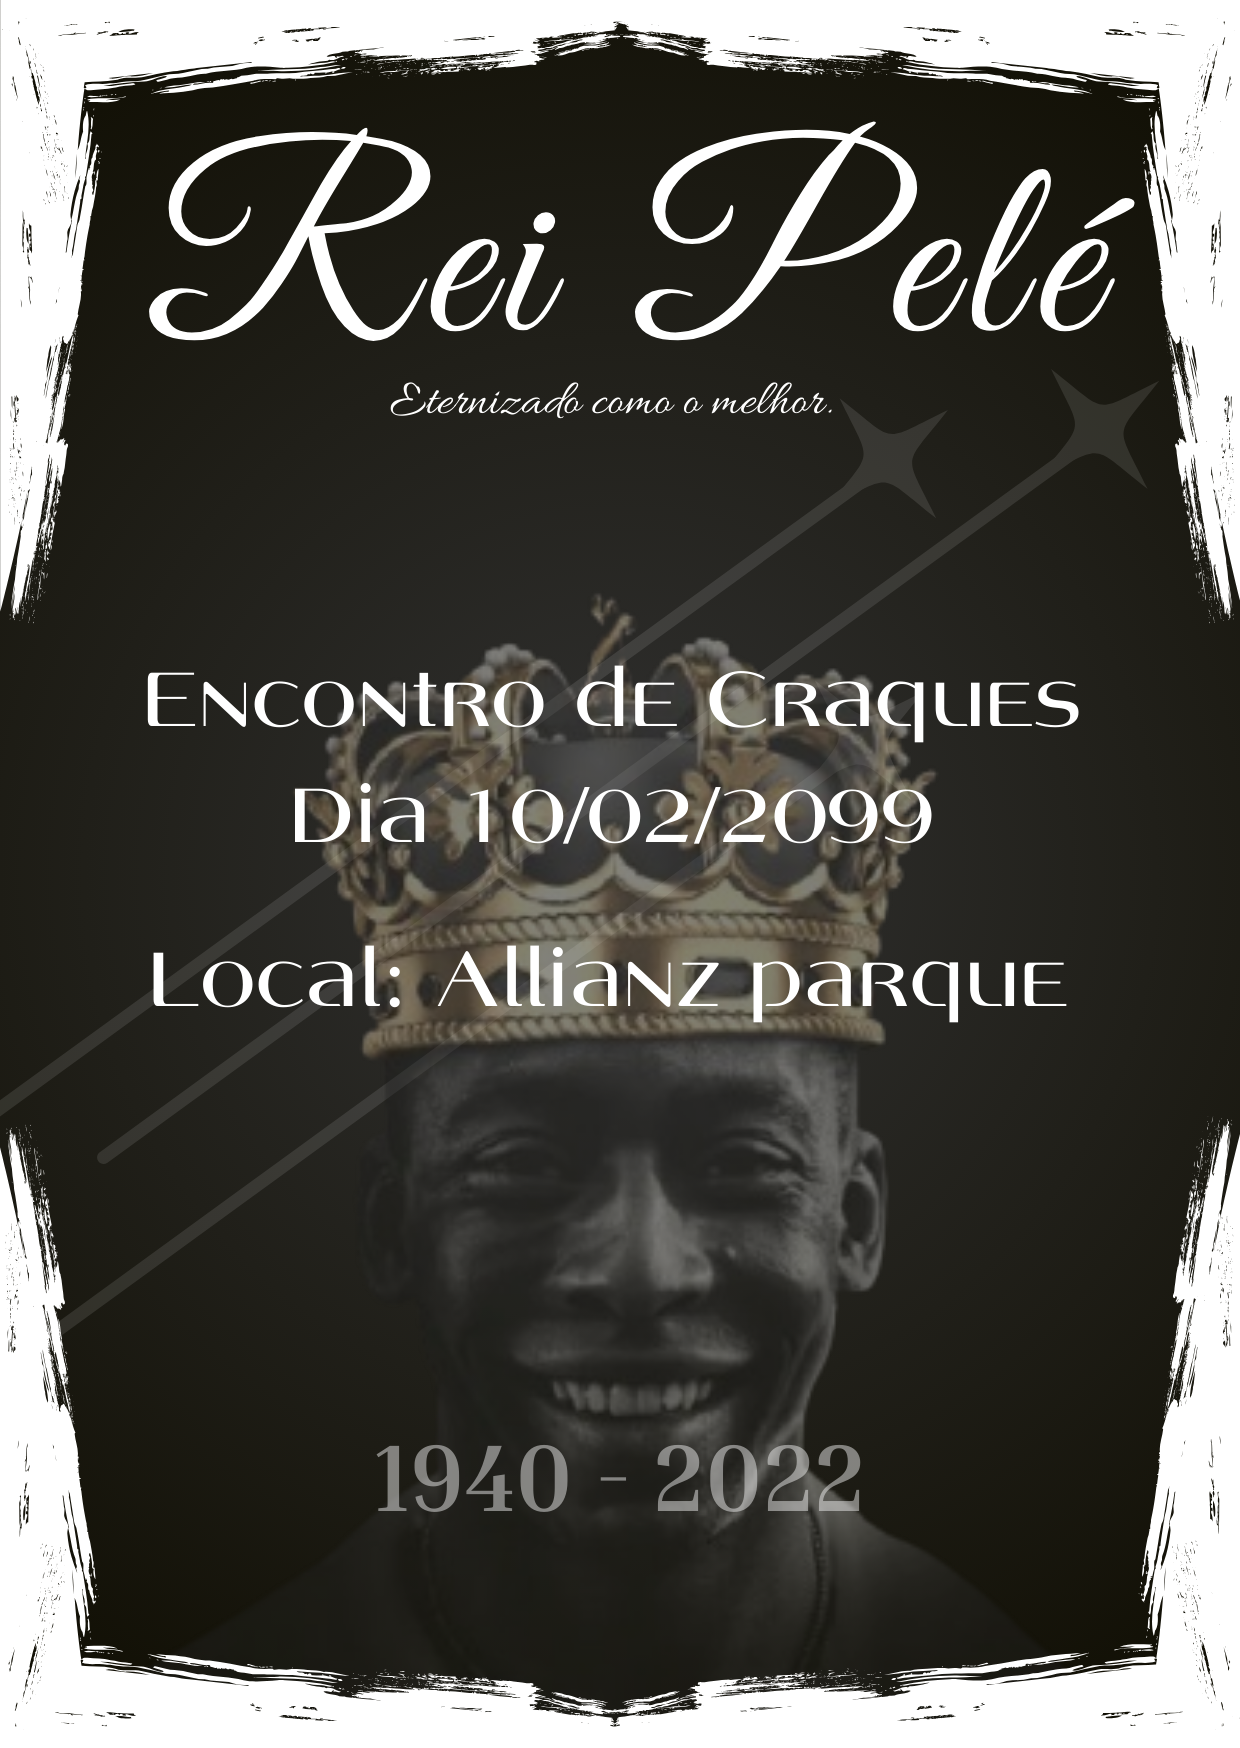 Rei Pelé
Eternizado como o melhor.
Encontro de Craques
Dia 10/02/2099
Local: Allianz parque
1940 - 2022